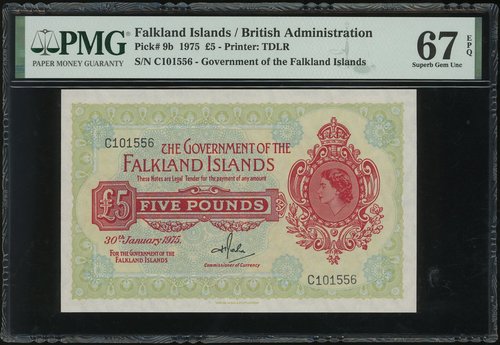 PMG
PAPER MONEY GUARANTY
Falkland Islands / British Administration
Pick# 9b 1975 £5 - Printer: TDLR
S/N C101556 - Government of the Falkland Islands
67 EPQ
Superb Gem Unc
C101556
THE GOVERNMENT OF THE
FALKLAND ISLANDS
These Notes are Legal Tender for the payment of any amount
£5 FIVE POUNDS
30th January 1975.
FOR THE GOVERNMENT OF THE
FALKLAND ISLANDS
Commissioner of Currency
C101556